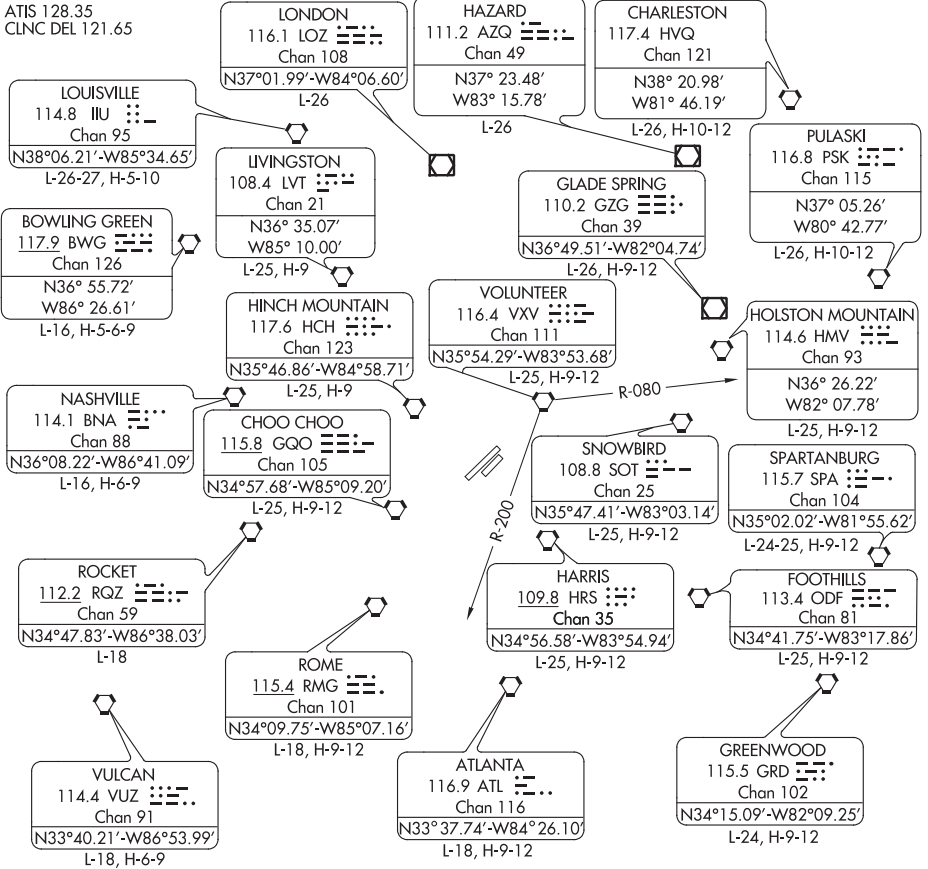 ATIS 128.35
CLNC DEL 121.65
LONDON
116.1 LOZ
Chan 108
N37°01.99′-W84°06.60′
L-26
HAZARD
111.2 AZQ
Chan 49
N37° 23.48′
W83° 15.78′
L-26
CHARLESTON
117.4 HVQ
Chan 121
N38° 20.98′
W81° 46.19′
L-26, H-10-12
LOUISVILLE
114.8 IIU
Chan 95
N38°06.21′-W85°34.65′
L-26-27, H-5-10
LIVINGSTON
108.4 LVT
Chan 21
N36° 35.07′
W85° 10.00′
L-25, H-9
PULASKI
116.8 PSK
Chan 115
N37° 05.26′
W80° 42.77′
L-26, H-10-12
GLADE SPRING
110.2 GZG
Chan 39
N36°49.51′-W82°04.74′
L-26, H-9-12
BOWLING GREEN
117.9 BWG
Chan 126
N36° 55.72′
W86° 26.61′
L-16, H-5-6-9
HINCH MOUNTAIN
117.6 HCH
Chan 123
N35°46.86′-W84°58.71′
L-25, H-9
VOLUNTEER
116.4 VXV
Chan 111
N35°54.29′-W83°53.68′
L-25, H-9-12
HOLSTON MOUNTAIN
114.6 HMV
Chan 93
N36° 26.22′
W82° 07.78′
L-25, H-9-12
R-080
NASHVILLE
114.1 BNA
Chan 88
N36°08.22′-W86°41.09′
L-16, H-6-9
CHOO CHOO
115.8 GQO
Chan 105
N34°57.68′-W85°09.20′
L-25, H-9-12
R-200
SNOWBIRD
108.8 SOT
Chan 25
N35°47.41′-W83°03.14′
L-25, H-9-12
SPARTANBURG
115.7 SPA
Chan 104
N35°02.02′-W81°55.62′
L-24-25, H-9-12
ROCKET
112.2 RQZ
Chan 59
N34°47.83′-W86°38.03′
L-18
HARRIS
109.8 HRS
Chan 35
N34°56.58′-W83°54.94′
L-25, H-9-12
FOOTHILLS
113.4 ODF
Chan 81
N34°41.75′-W83°17.86′
L-25, H-9-12
ROME
115.4 RMG
Chan 101
N34°09.75′-W85°07.16′
L-18, H-9-12
VULCAN
114.4 VUZ
Chan 91
N33°40.21′-W86°53.99′
L-18, H-6-9
ATLANTA
116.9 ATL
Chan 116
N33°37.74′-W84°26.10′
L-18, H-9-12
GREENWOOD
115.5 GRD
Chan 102
N34°15.09′-W82°09.25′
L-24, H-9-12